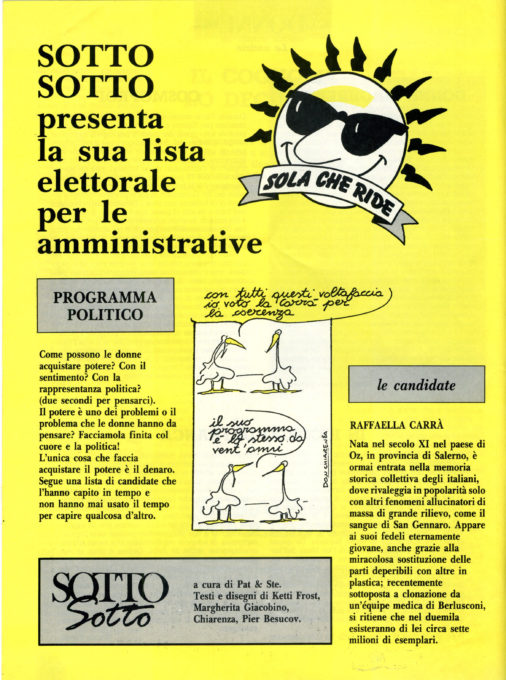 SOTTO
SOTTO
presenta
la sua lista
elettorale
per le
amministrative
SOLA CHE RIDE
PROGRAMMA
POLITICO
Come possono le donne
acquistare potere? Con il
sentimento? Con la
rappresentanza politica?
(due secondi per pensarci).
Il potere è uno dei problemi o il
problema che le donne hanno da
pensare? Facciamola finita col
cuore e la politica!
L'unica cosa che faccia
acquistare il potere è il denaro.
Segue una lista di candidate che
l'hanno capito in tempo e
non hanno mai usato il tempo
per capire qualcosa d'altro.
con tutti questi voltafaccia
io voto la Carrà per
la coerenza
il suo
programma
è lo stesso da
vent'anni
DON CHIARENZA
le candidate
RAFFAELLA CARRÀ
Nata nel secolo XI nel paese di
Oz, in provincia di Salerno, è
ormai entrata nella memoria
storica collettiva degli italiani,
dove rivaleggia in popolarità solo
con altri fenomeni allucinatori di
massa di grande rilievo, come il
sangue di San Gennaro. Appare
ai suoi fedeli eternamente
giovane, anche grazie alla
miracolosa sostituzione delle
parti deperibili con altre in
plastica; recentemente
sottoposta a clonazione da
un'équipe medica di Berlusconi,
si ritiene che nel duemila
esisteranno di lei circa sette
milioni di esemplari.
SOTTO
Sotto
a cura di Pat & Ste.
Testi e disegni di Ketti Frost,
Margherita Giacobino,
Chiarenza, Pier Besucov.